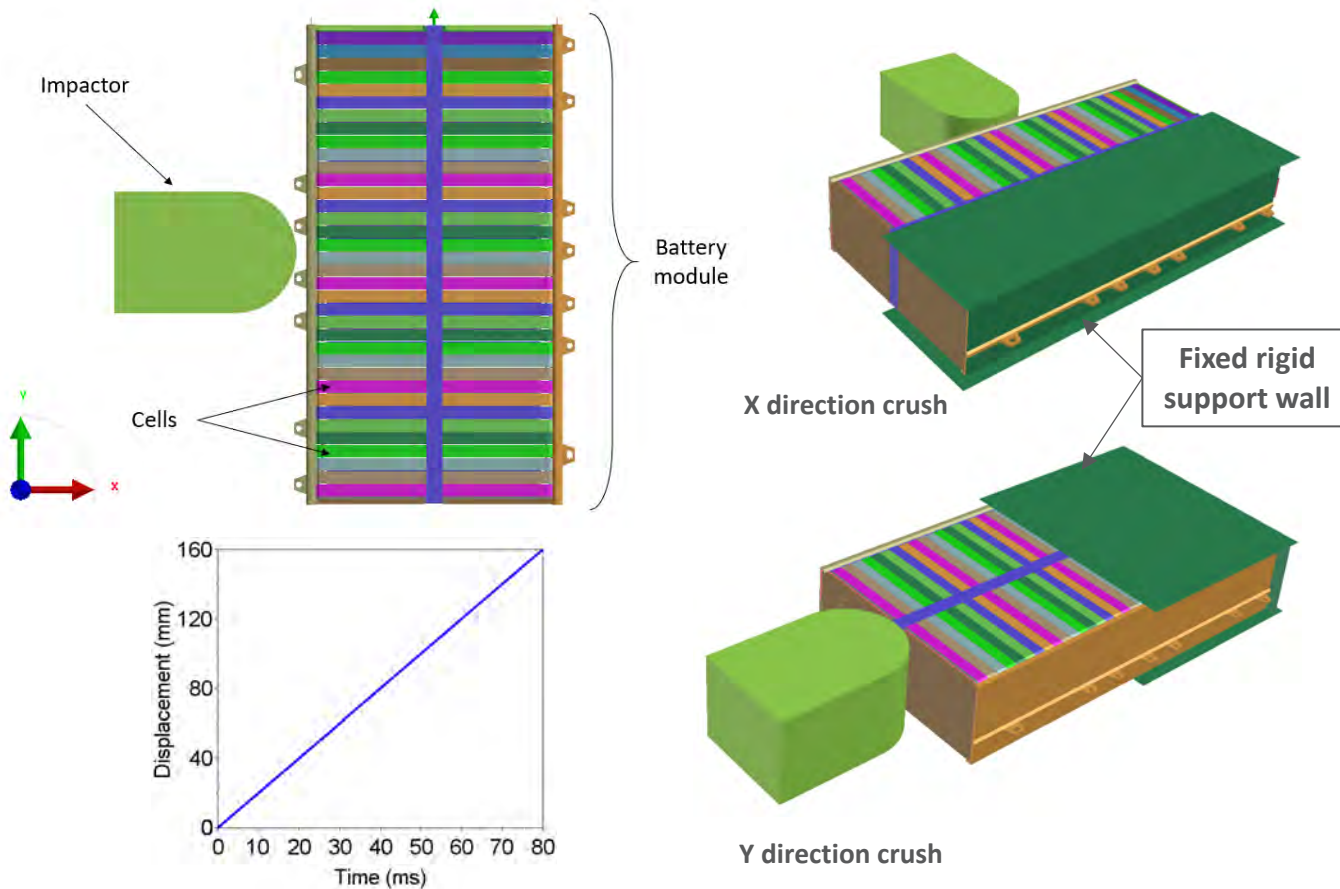 Impactor
Battery
module
Cells
Y
X
X direction crush
Fixed rigid
support wall
Displacement (mm)
160
120
80
40
0
0 10 20 30 40 50 60 70 80
Time (ms)
Y direction crush